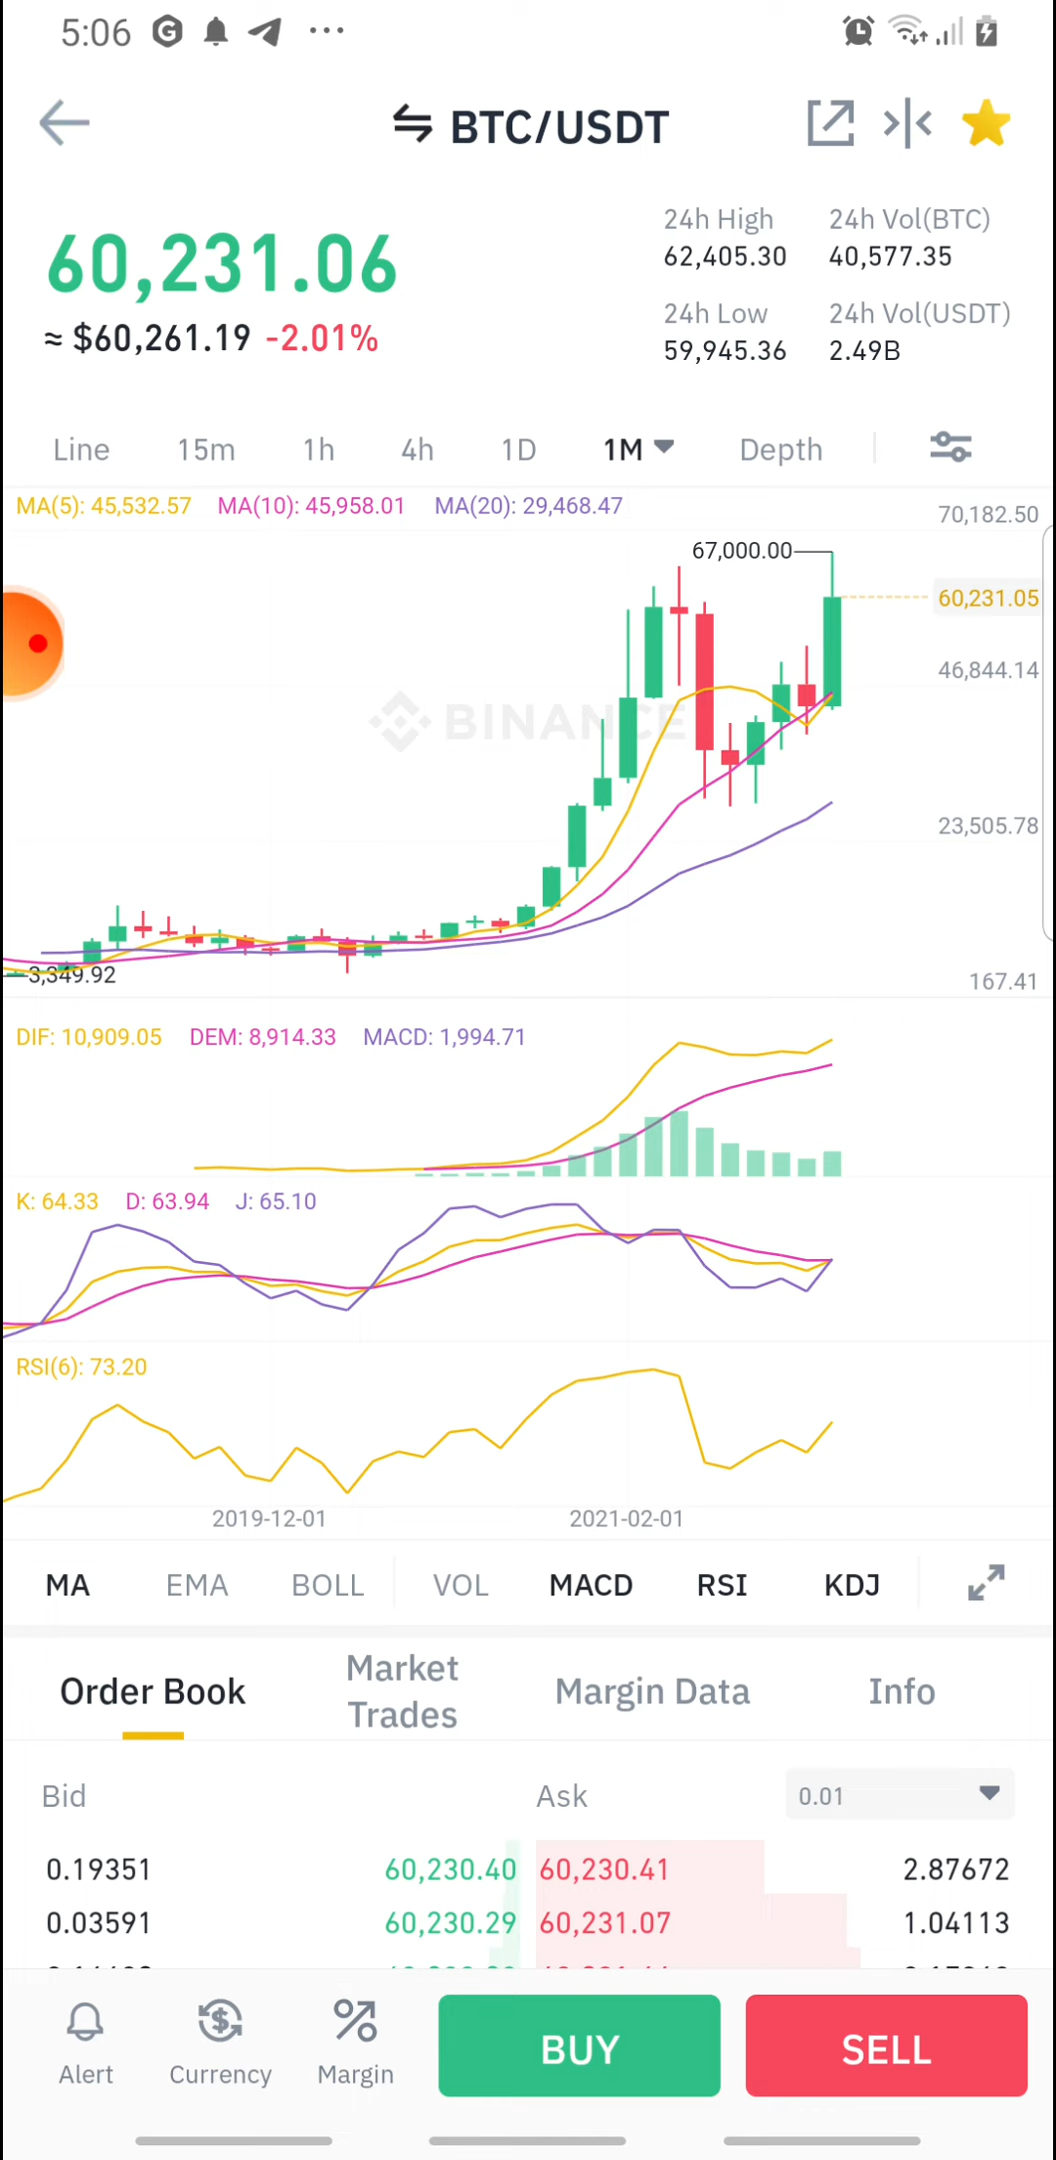 5:06
BTC/USDT
60,231.06
≈ $60,261.19 -2.01%
24h High
62,405.30
24h Vol(BTC)
40,577.35
24h Low
59,945.36
24h Vol(USDT)
2.49B
Line 15m 1h 4h 1D 1M Depth
MA(5): 45,532.57 MA(10): 45,958.01 MA(20): 29,468.47
70,182.50
67,000.00
60,231.05
46,844.14
BINANCE
23,505.78
3,349.92
167.41
DIF: 10,909.05 DEM: 8,914.33 MACD: 1,994.71
K: 64.33 D: 63.94 J: 65.10
RSI(6): 73.20
2019-12-01 2021-02-01
MA EMA BOLL VOL MACD RSI KDJ
Order Book
Market
Trades
Margin Data
Info
Bid Ask 0.01
0.19351 60,230.40 60,230.41 2.87672
0.03591 60,230.29 60,231.07 1.04113
Alert Currency Margin
BUY
SELL